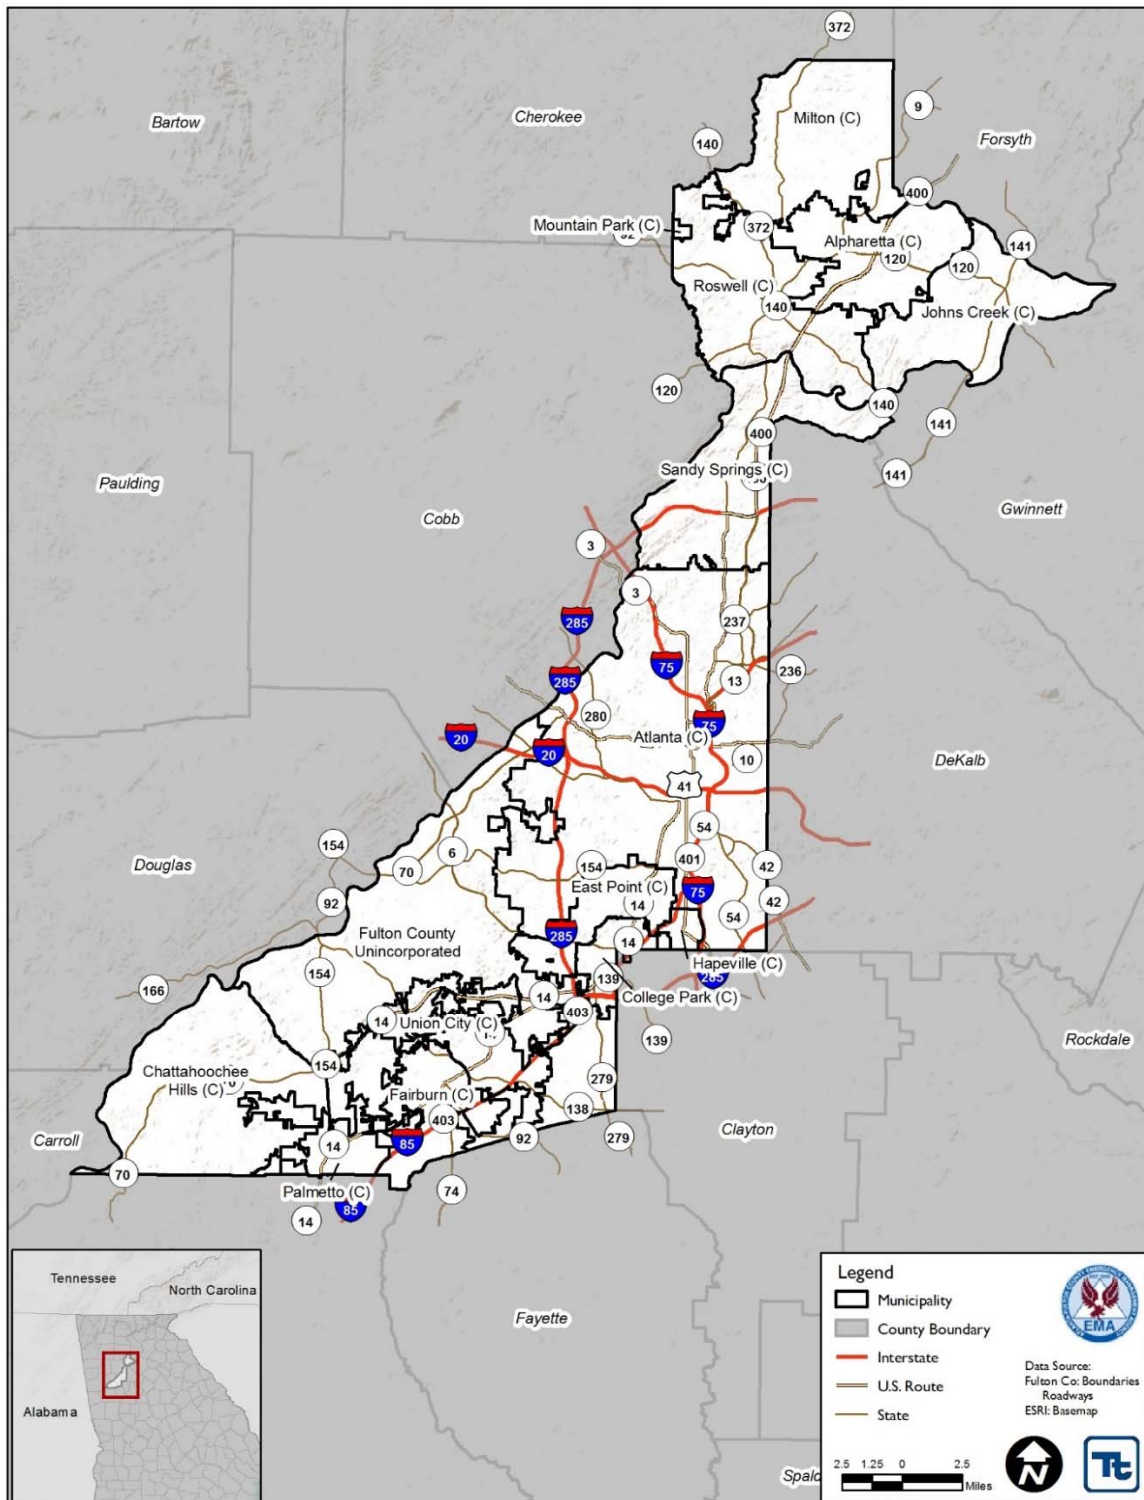 372
Bartow
Cherokee
9
Milton (C)
Forsyth
140
400
Mountain Park (C)
372
Alpharetta (C)
141
120
120
Roswell (C)
140
Johns Creek (C)
120
140
141
400
Sandy Springs (C)
141
Paulding
Cobb
Gwinnett
3
3
285
237
75
236
285
13
280
75
20
20
Atlanta (C)
10
DeKalb
41
54
154
6
401
42
Douglas
70
154
East Point (C)
75
92
14
42
54
Fulton County
Unincorporated
285
14
154
Hapeville (C)
285
139
166
14
College Park (C)
403
14
Union City (C)
139
Rockdale
Chattahoochee
Hills (C)
154
Fairburn (C)
279
138
403
Carroll
14
85
92
279
Clayton
70
Palmetto (C)
74
85
14
Fayette
Tennessee
North Carolina
Alabama
Legend
Municipality
County Boundary
Interstate
U.S. Route
State
EMA
Data Source:
Fulton Co: Boundaries
Roadways
ESRI: Basemap
2.5 1.25 0 2.5
Miles
N
Tt